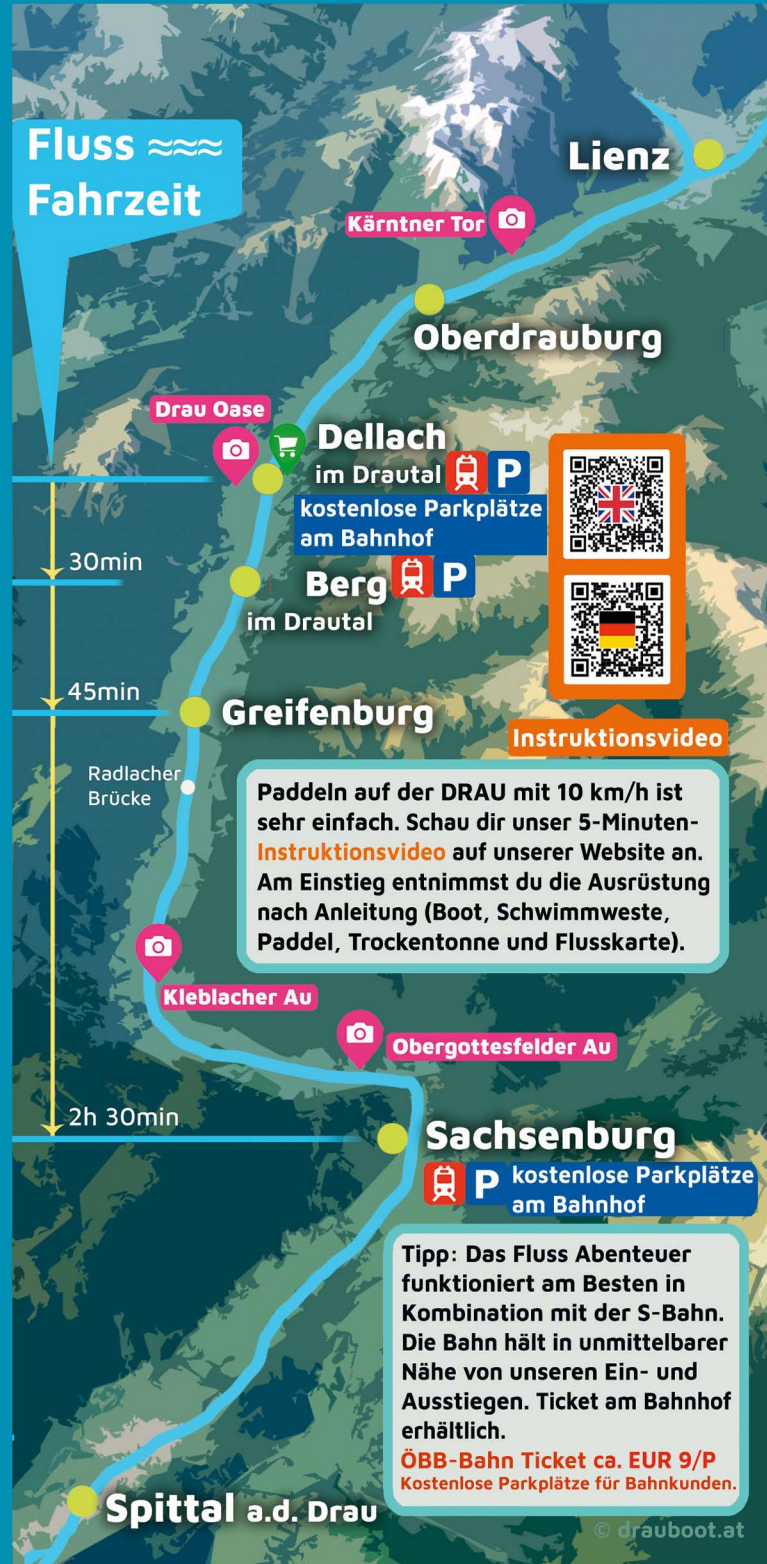 Fluss ≈≈≈
Fahrzeit
Lienz
Kärntner Tor
Oberdrauburg
Drau Oase
Dellach
im Drautal P
kostenlose Parkplätze
am Bahnhof
30min
Berg P
im Drautal
45min
Greifenburg
Instruktionsvideo
Radlacher
Brücke
Paddeln auf der DRAU mit 10 km/h ist
sehr einfach. Schau dir unser 5-Minuten-
Instruktionsvideo auf unserer Website an.
Am Einstieg entnimmst du die Ausrüstung
nach Anleitung (Boot, Schwimmweste,
Paddel, Trockentonne und Flusskarte).
Kleblacher Au
Obergottesfelder Au
2h 30min
Sachsenburg
P kostenlose Parkplätze
am Bahnhof
Tipp: Das Fluss Abenteuer
funktioniert am Besten in
Kombination mit der S-Bahn.
Die Bahn hält in unmittelbarer
Nähe von unseren Ein- und
Ausstiegen. Ticket am Bahnhof
erhältlich.
ÖBB-Bahn Ticket ca. EUR 9/P
Kostenlose Parkplätze für Bahnkunden.
Spittal a.d. Drau
© drauboot.at